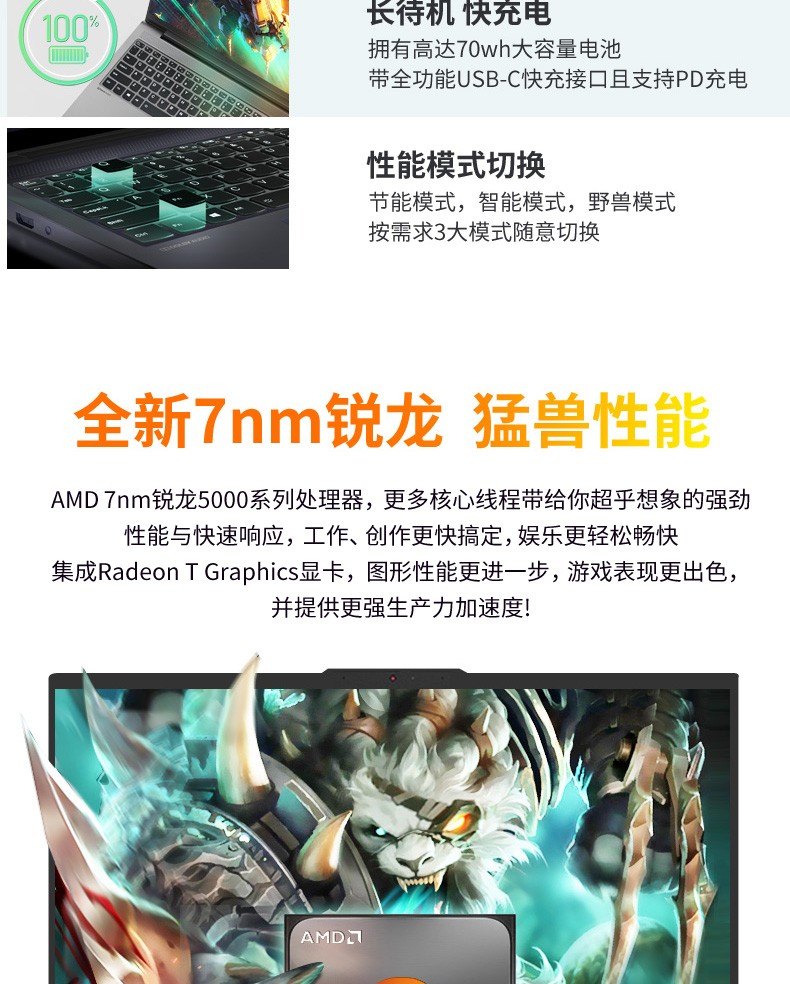 100%
长待机 快充电
拥有高达70wh大容量电池
带全功能USB-C快充接口且支持PD充电
性能模式切换
节能模式，智能模式，野兽模式
按需求3大模式随意切换
全新7nm锐龙 猛兽性能
AMD 7nm锐龙5000系列处理器，更多核心线程带给你超乎想象的强劲
性能与快速响应，工作、创作更快搞定，娱乐更轻松畅快
集成Radeon T Graphics显卡，图形性能更进一步，游戏表现更出色，
并提供更强生产力加速度!
AMD